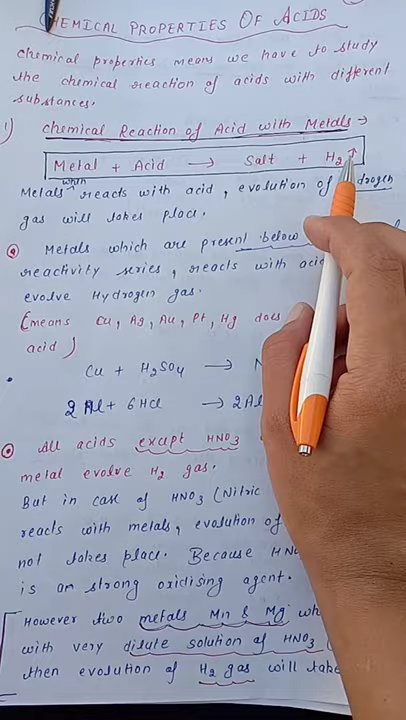 CHEMICAL PROPERTIES OF ACIDS
chemical properties means we have to study
the chemical reaction of acids with different
substances.
1) chemical Reaction of Acid with Metals →
Metal + Acid → Salt + H₂ ↑
Metals when reacts with acid, evolution of drogen
gas will takes place.
Metals which are present below
reactivity series, reacts with acid
evolve Hydrogen gas.
(means Cu, Ag, Au, Pt, Hg does
acid)
Cu + H₂SO₄ → N
2Al + 6HCl → 2Al
All acids except HNO₃
metal evolve H₂ gas.
But in case of HNO₃ (Nitric
reacts with metals, evolution of
not takes place. Because HN
is an strong oxidising agent.
However two metals Mn & Mg wh
with very dilute solution of HNO₃ (
then evolution of H₂ gas will take